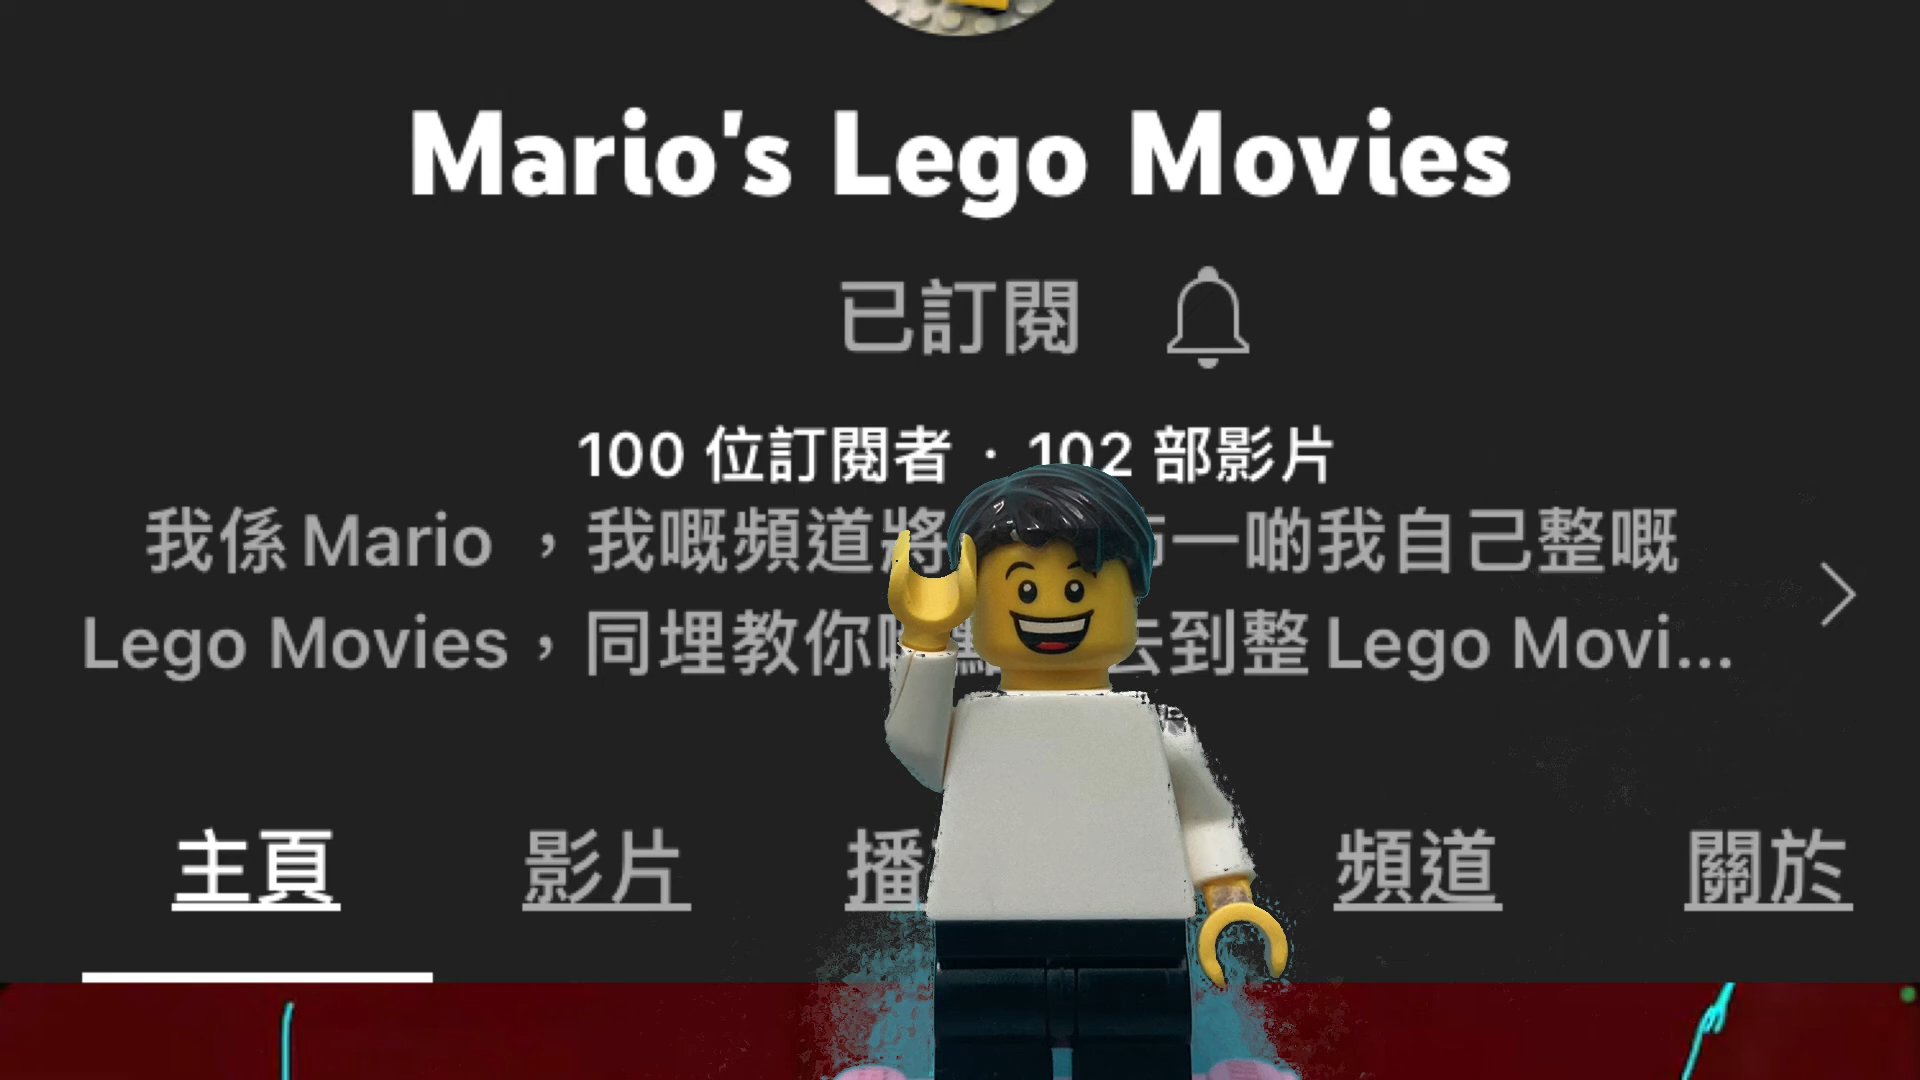 Mario's Lego Movies
已訂閱
100 位訂閱者 · 102 部影片
我係 Mario ,我嘅頻道將 一啲我自己整嘅
Lego Movies,同埋教你 去到整 Lego Movi...
主頁 影片 播 頻道 關於